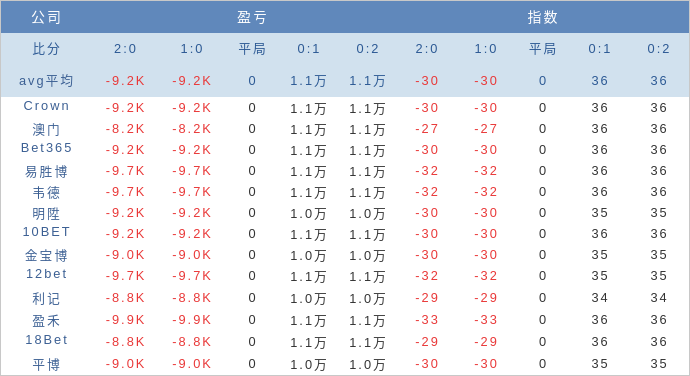 公司 盈亏 指数
比分 2:0 1:0 平局 0:1 0:2 2:0 1:0 平局 0:1 0:2
avg平均 -9.2K -9.2K 0 1.1万 1.1万 -30 -30 0 36 36
Crown -9.2K -9.2K 0 1.1万 1.1万 -30 -30 0 36 36
澳门 -8.2K -8.2K 0 1.1万 1.1万 -27 -27 0 36 36
Bet365 -9.2K -9.2K 0 1.1万 1.1万 -30 -30 0 36 36
易胜博 -9.7K -9.7K 0 1.1万 1.1万 -32 -32 0 36 36
韦德 -9.7K -9.7K 0 1.1万 1.1万 -32 -32 0 36 36
明陞 -9.2K -9.2K 0 1.0万 1.0万 -30 -30 0 35 35
10BET -9.2K -9.2K 0 1.1万 1.1万 -30 -30 0 36 36
金宝博 -9.0K -9.0K 0 1.0万 1.0万 -30 -30 0 35 35
12bet -9.7K -9.7K 0 1.1万 1.1万 -32 -32 0 35 35
利记 -8.8K -8.8K 0 1.0万 1.0万 -29 -29 0 34 34
盈禾 -9.9K -9.9K 0 1.1万 1.1万 -33 -33 0 36 36
18Bet -8.8K -8.8K 0 1.1万 1.1万 -29 -29 0 36 36
平博 -9.0K -9.0K 0 1.0万 1.0万 -30 -30 0 35 35